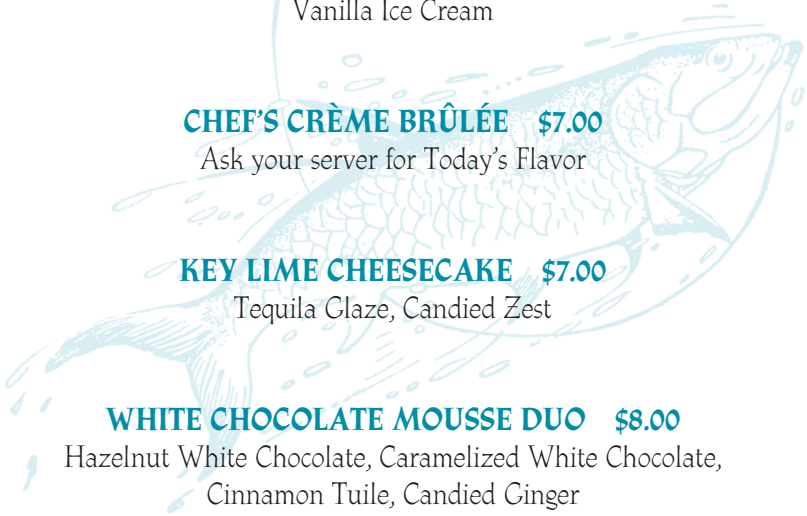 Vanilla Ice Cream
CHEF'S CRÈME BRÛLÉE $7.00
Ask your server for Today's Flavor
KEY LIME CHEESECAKE $7.00
Tequila Glaze, Candied Zest
WHITE CHOCOLATE MOUSSE DUO $8.00
Hazelnut White Chocolate, Caramelized White Chocolate,
Cinnamon Tuile, Candied Ginger